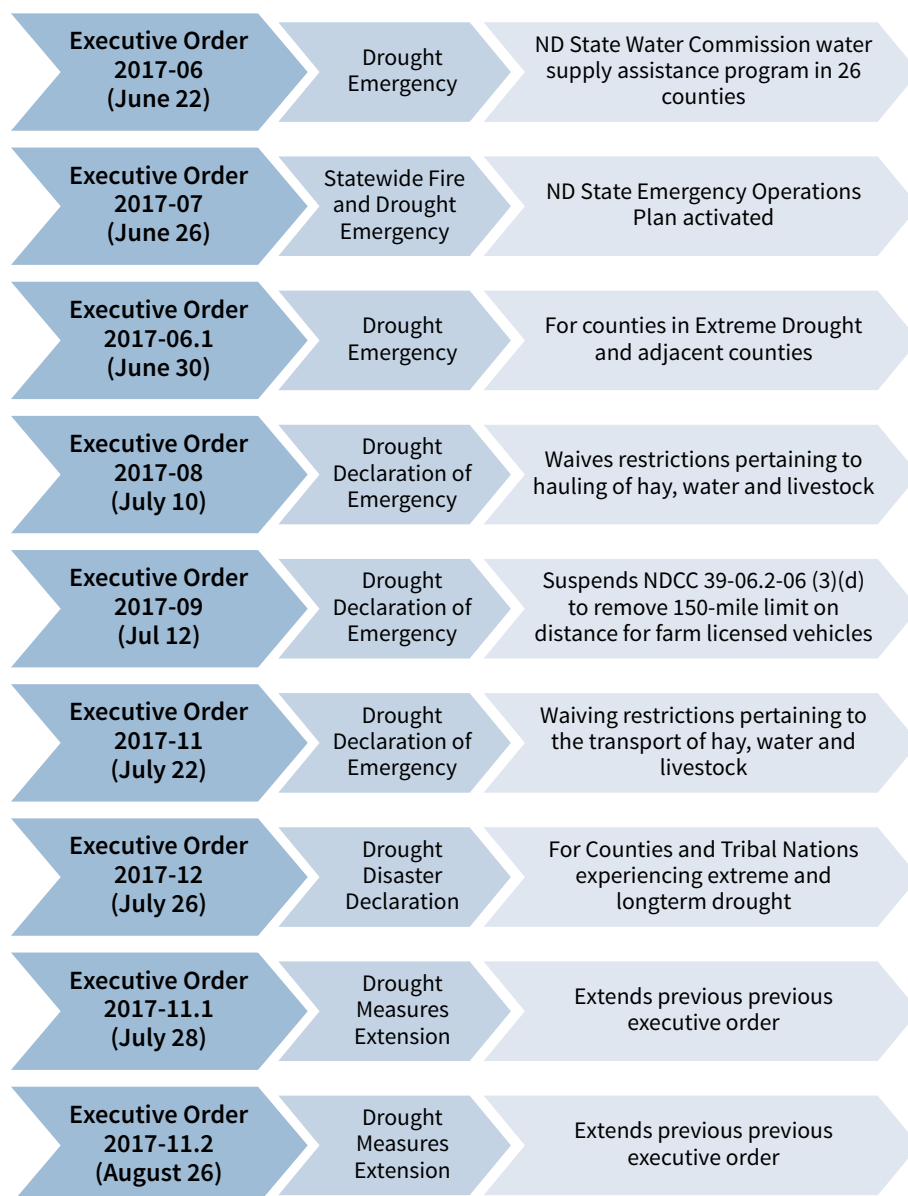 Executive Order
2017-06
(June 22)
Drought
Emergency
ND State Water Commission water
supply assistance program in 26
counties
Executive Order
2017-07
(June 26)
Statewide Fire
and Drought
Emergency
ND State Emergency Operations
Plan activated
Executive Order
2017-06.1
(June 30)
Drought
Emergency
For counties in Extreme Drought
and adjacent counties
Executive Order
2017-08
(July 10)
Drought
Declaration of
Emergency
Waives restrictions pertaining to
hauling of hay, water and livestock
Executive Order
2017-09
(Jul 12)
Drought
Declaration of
Emergency
Suspends NDCC 39-06.2-06 (3)(d)
to remove 150-mile limit on
distance for farm licensed vehicles
Executive Order
2017-11
(July 22)
Drought
Declaration of
Emergency
Waiving restrictions pertaining to
the transport of hay, water and
livestock
Executive Order
2017-12
(July 26)
Drought
Disaster
Declaration
For Counties and Tribal Nations
experiencing extreme and
longterm drought
Executive Order
2017-11.1
(July 28)
Drought
Measures
Extension
Extends previous previous
executive order
Executive Order
2017-11.2
(August 26)
Drought
Measures
Extension
Extends previous previous
executive order